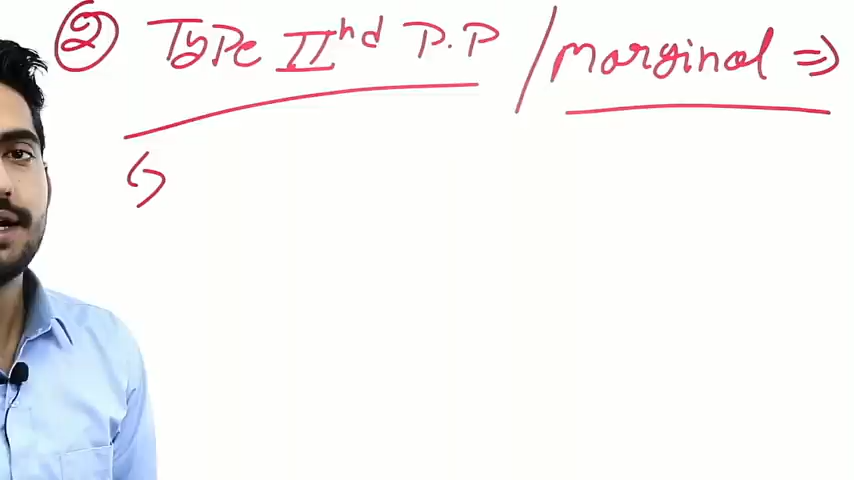 ② Type IInd P.P / marginal ⇒